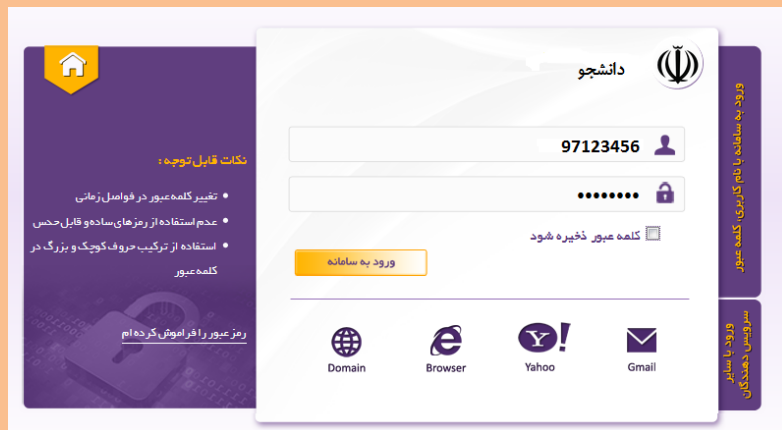 دانشجو
97123456
••••••••
کلمه عبور ذخیره شود
ورود به سامانه
Gmail
Yahoo
Browser
Domain
ورود به سامانه با نام کاربری، کلمه عبور
ورود با سایر
سرویس دهندگان
نکات قابل توجه :
• تغییر کلمه عبور در فواصل زمانی
• عدم استفاده از رمزهای ساده و قابل حدس
• استفاده از ترکیب حروف کوچک و بزرگ در
کلمه عبور
رمز عبور را فراموش کرده ام